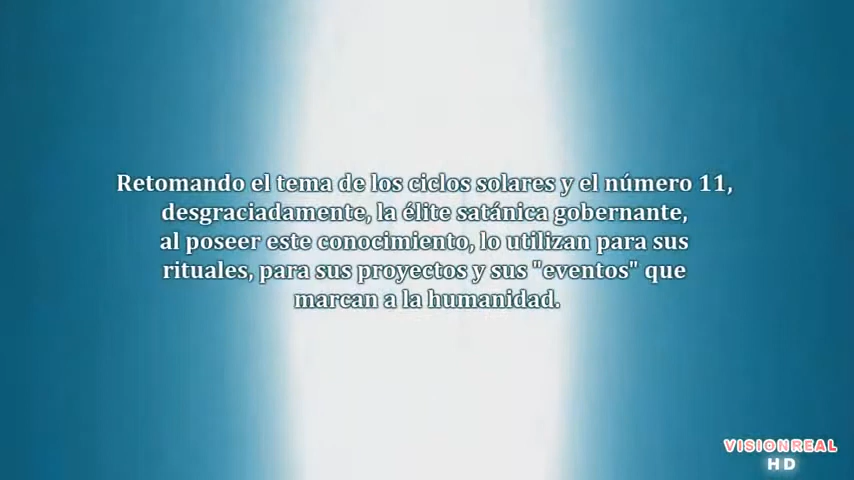 Retomando el tema de los ciclos solares y el número 11,
desgraciadamente, la élite satánica gobernante,
al poseer este conocimiento, lo utilizan para sus
rituales, para sus proyectos y sus "eventos" que
marcan a la humanidad.
VISIONREAL
HD